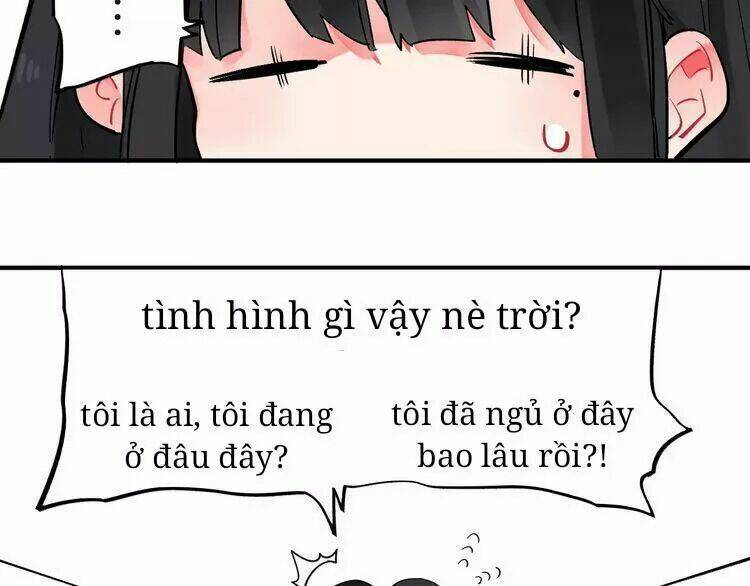 ...
tình hình gì vậy nè trời?
tôi là ai, tôi đang
ở đâu đây?
tôi đã ngủ ở đây
bao lâu rồi?!